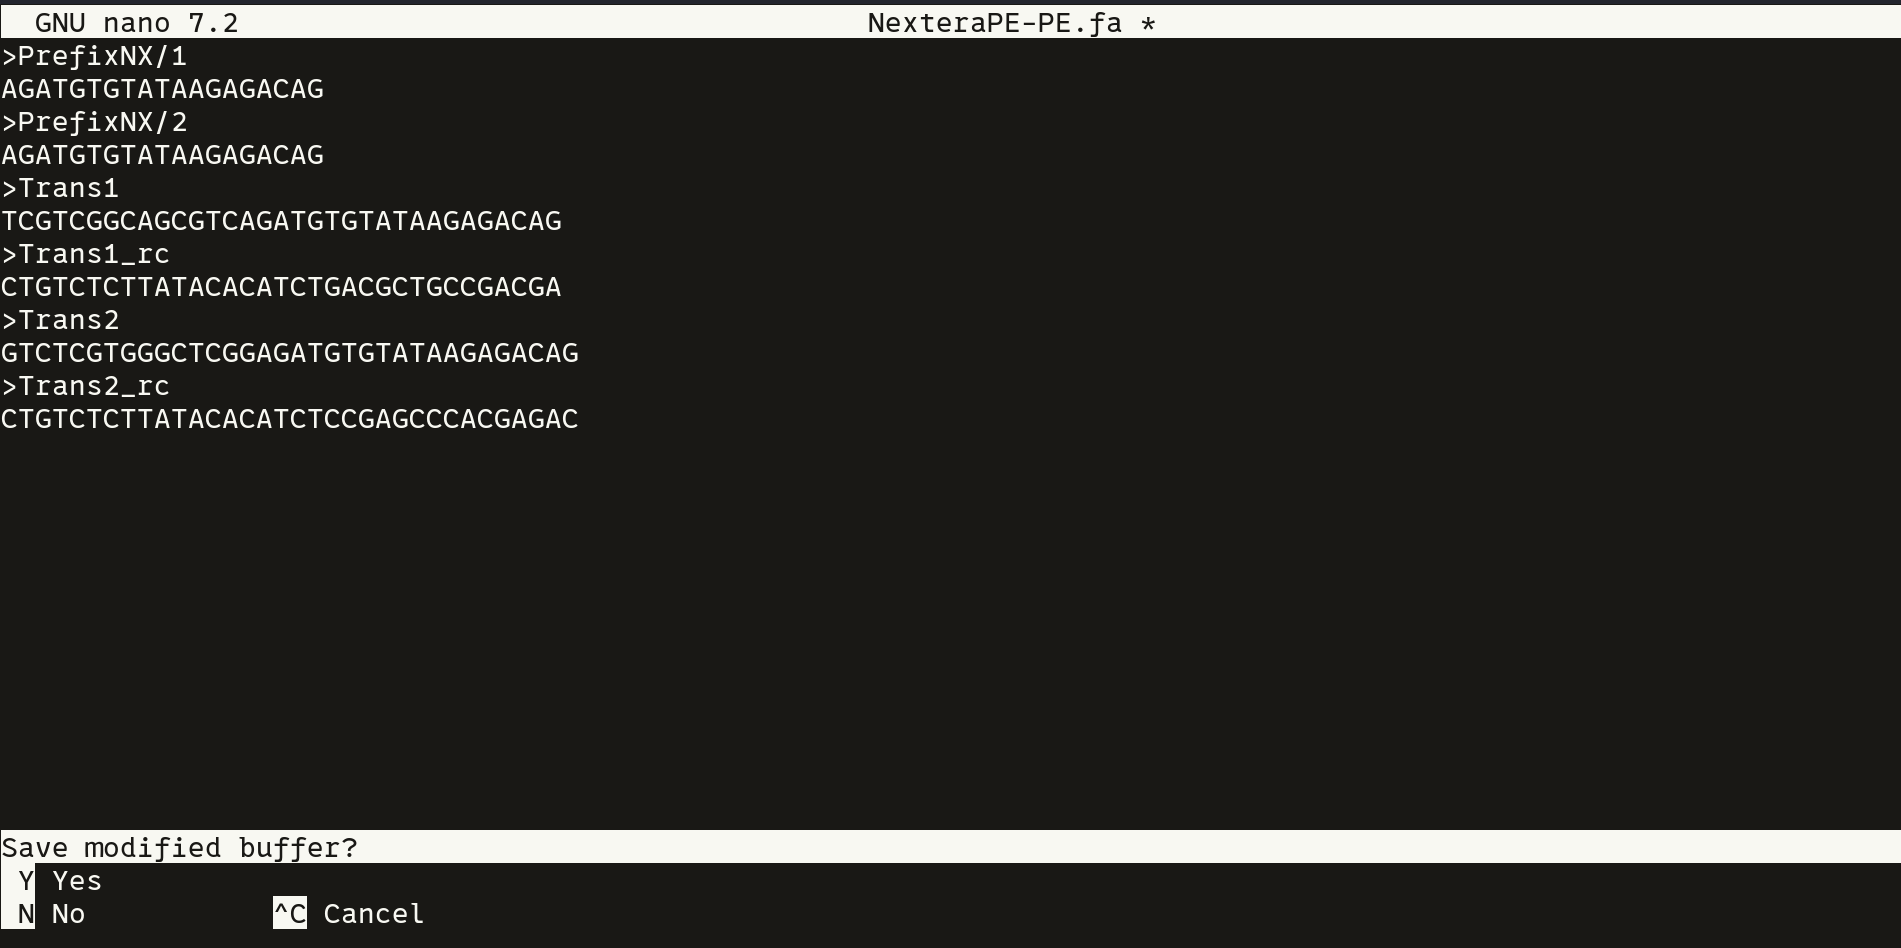 GNU nano 7.2 NexteraPE-PE.fa *
>PrefixNX/1
AGATGTGTATAAGAGACAG
>PrefixNX/2
AGATGTGTATAAGAGACAG
>Trans1
TCGTCGGCAGCGTCAGATGTGTATAAGAGACAG
>Trans1_rc
CTGTCTCTTATACACATCTGACGCTGCCGACGA
>Trans2
GTCTCGTGGGCTCGGAGATGTGTATAAGAGACAG
>Trans2_rc
CTGTCTCTTATACACATCTCCGAGCCCACGAGAC
Save modified buffer?
Y Yes
N No ^C Cancel